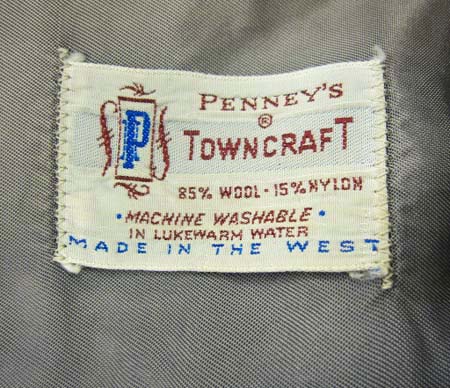 PENNEY'S
®
P
TOWNCRAFT
85% WOOL - 15% NYLON
• MACHINE WASHABLE •
IN LUKEWARM WATER
MADE IN THE WEST